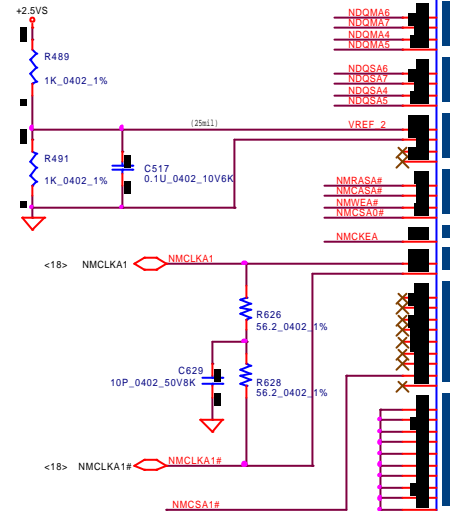 +2.5VS
NDQMA6
NDQMA7
NDQMA4
NDQMA5
R489
1K_0402_1%
NDQSA6
NDQSA7
NDQSA4
NDQSA5
(25mil)
VREF_2
R491
1K_0402_1%
C517
0.1U_0402_10V6K
NMRASA#
NMCASA#
NMWEA#
NMCSA0#
NMCKEA
<18> NMCLKA1
NMCLKA1
R626
56.2_0402_1%
C629
10P_0402_50V8K
R628
56.2_0402_1%
<18> NMCLKA1#
NMCLKA1#
NMCSA1#